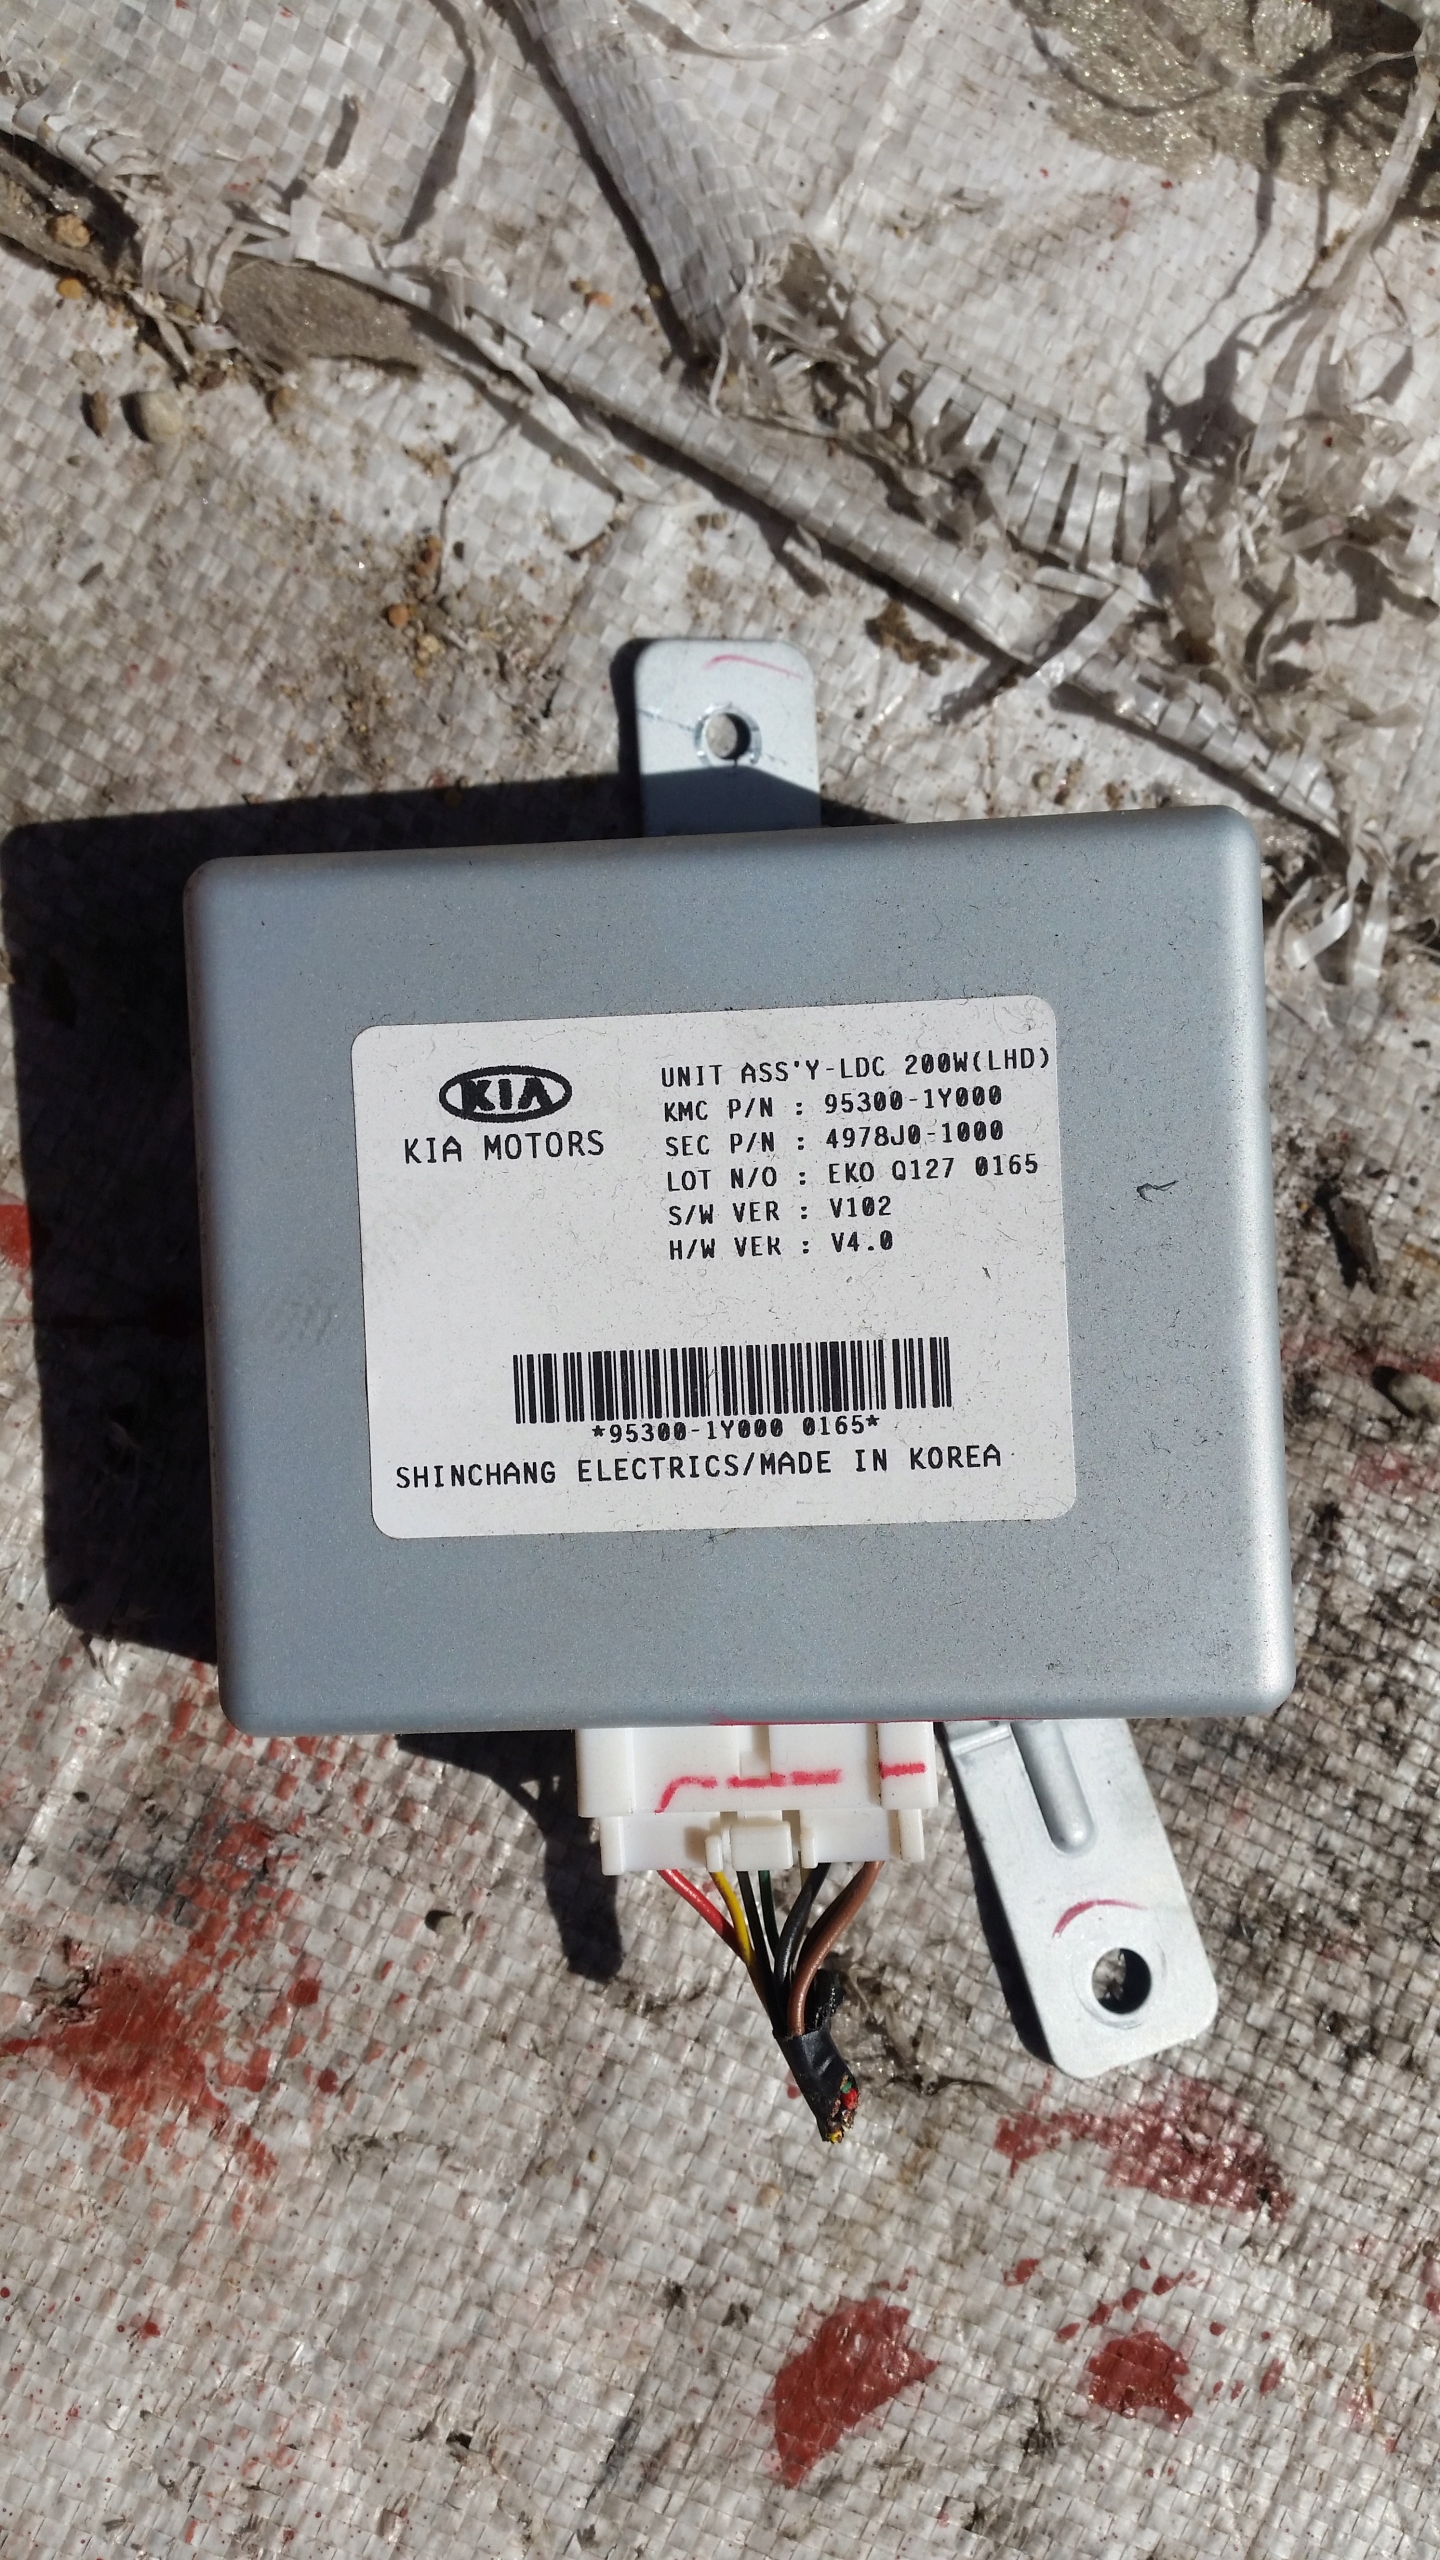 KIA
KIA MOTORS
UNIT ASS'Y-LDC 200W(LHD)
KMC P/N : 95300-1Y000
SEC P/N : 4978J0-1000
LOT N/O : EKO Q127 0165
S/W VER : V102
H/W VER : V4.0
*95300-1Y000 0165*
SHINCHANG ELECTRICS/MADE IN KOREA